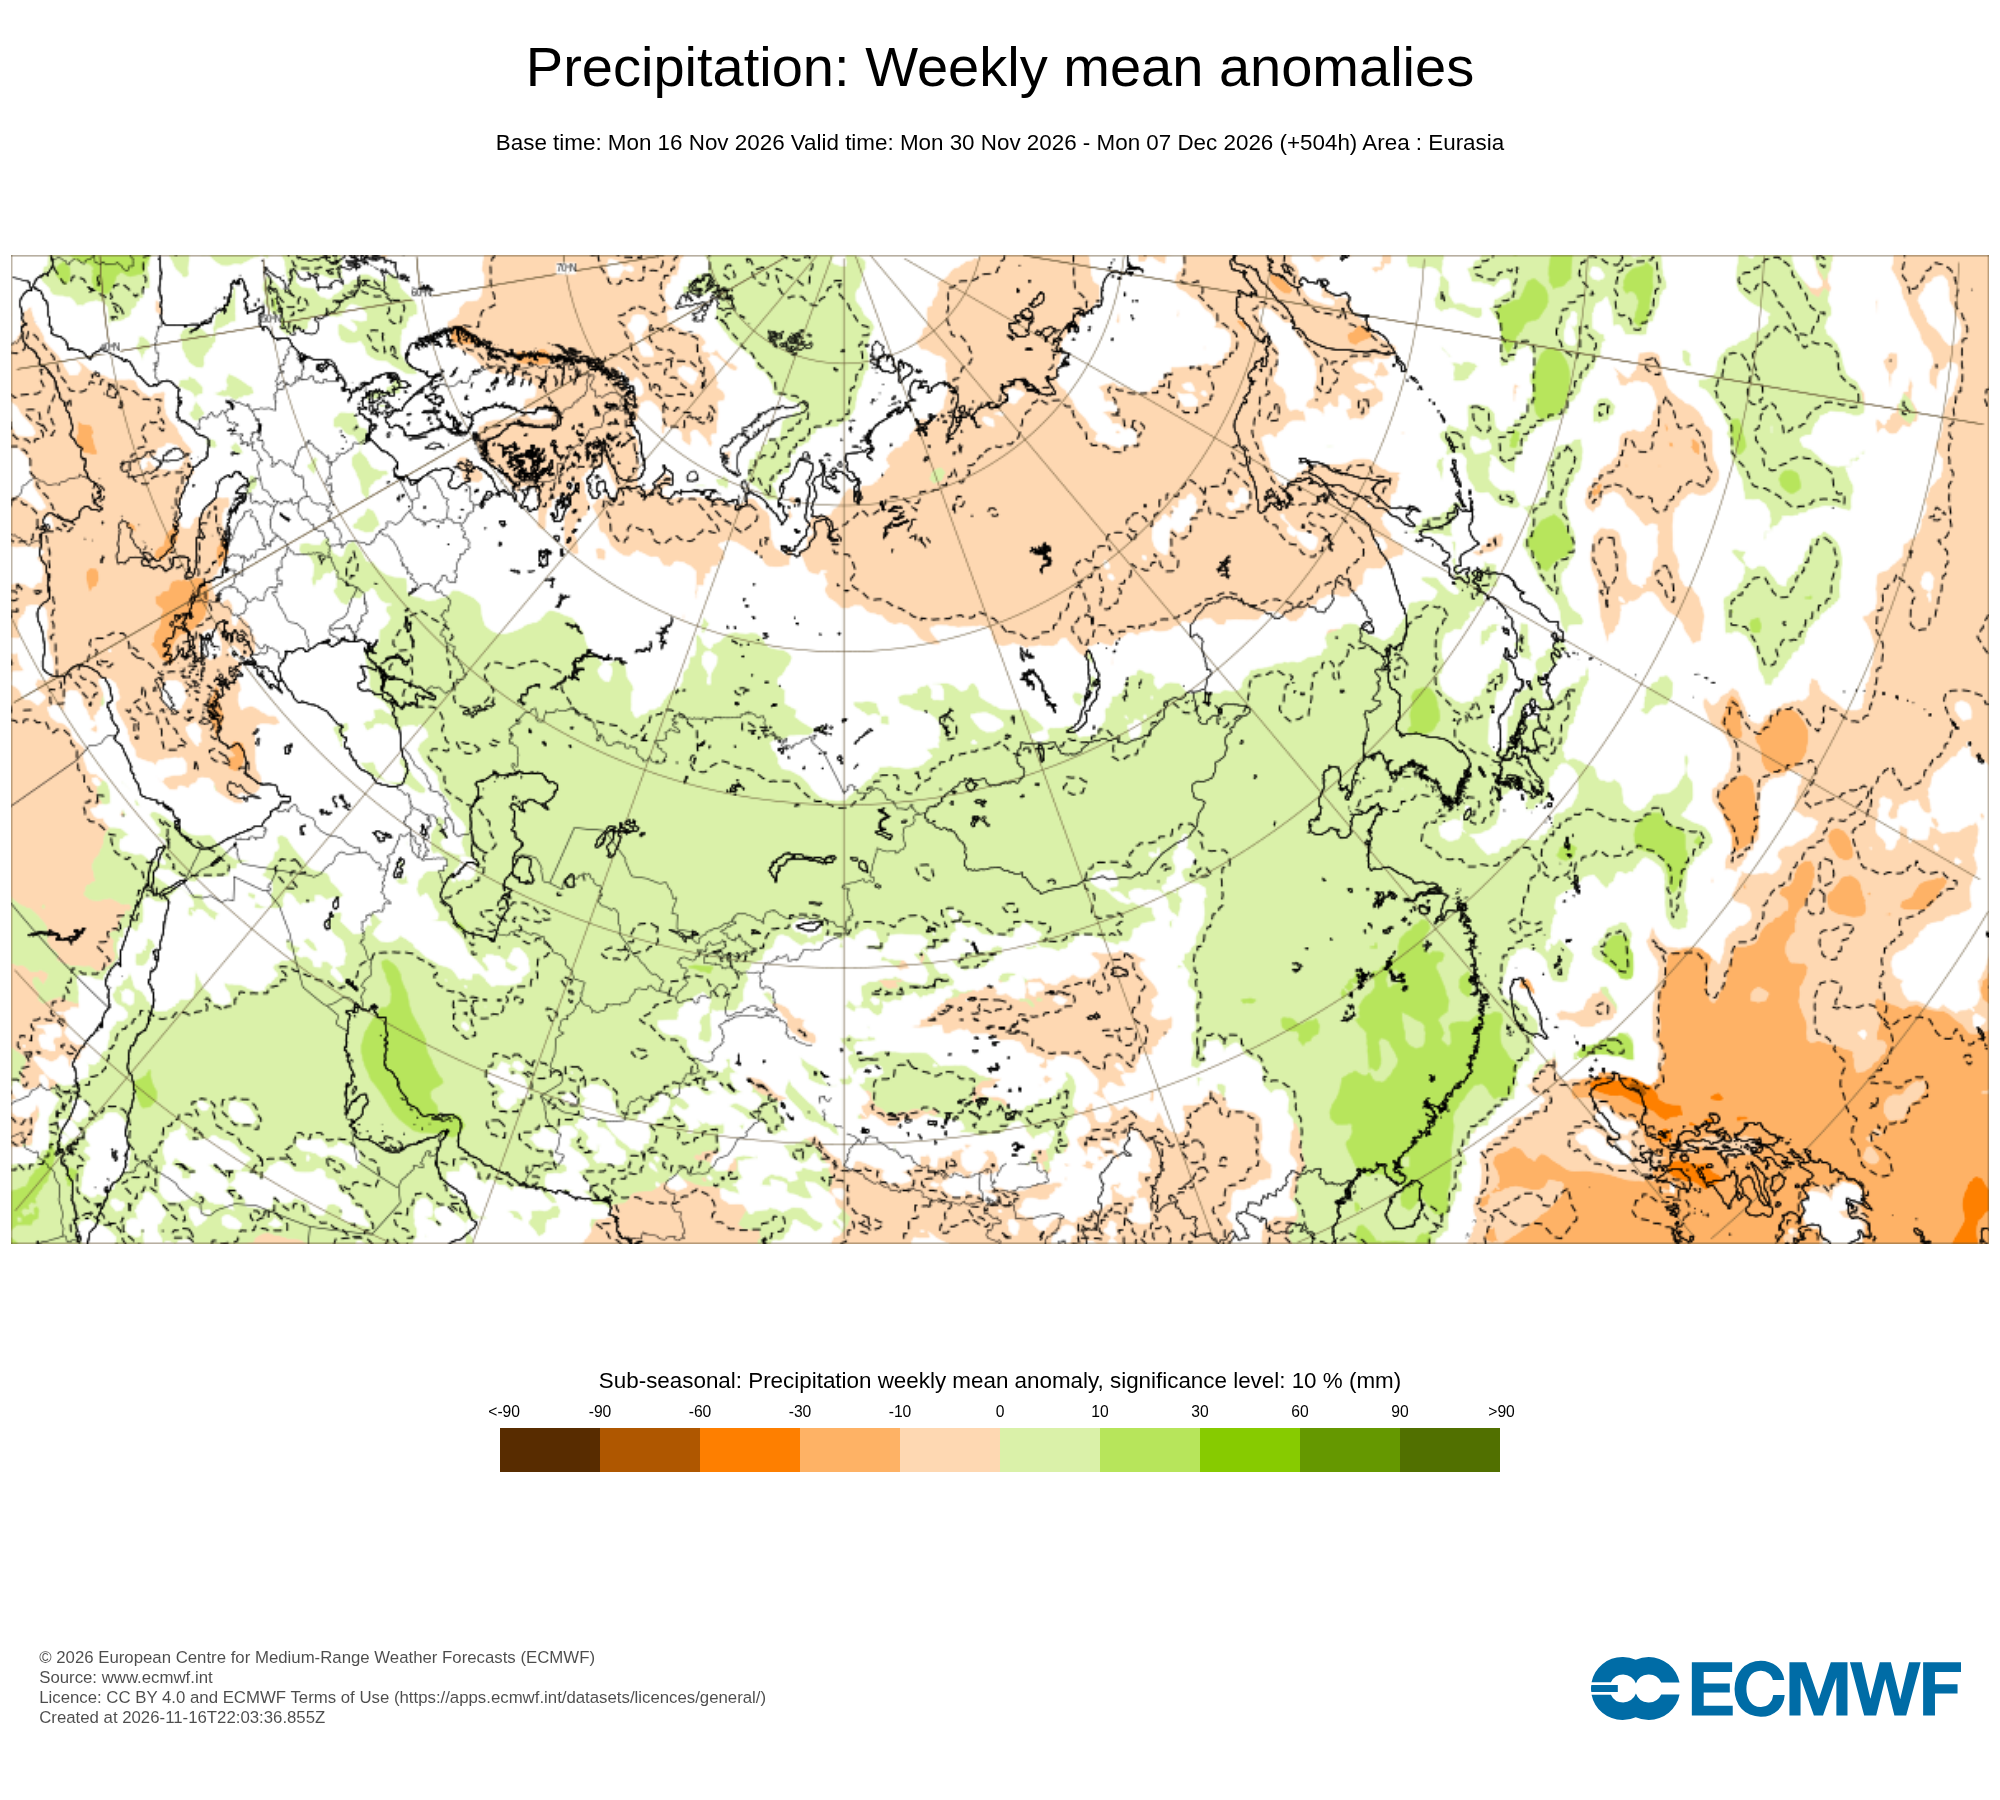 Precipitation: Weekly mean anomalies
Base time: Mon 16 Nov 2026 Valid time: Mon 30 Nov 2026 - Mon 07 Dec 2026 (+504h) Area : Eurasia
70°N
60°N
50°N
40°N
Sub-seasonal: Precipitation weekly mean anomaly, significance level: 10 % (mm)
<-90 -90 -60 -30 -10 0 10 30 60 90 >90
© 2026 European Centre for Medium-Range Weather Forecasts (ECMWF)
Source: www.ecmwf.int
Licence: CC BY 4.0 and ECMWF Terms of Use (https://apps.ecmwf.int/datasets/licences/general/)
Created at 2026-11-16T22:03:36.855Z
ECMWF